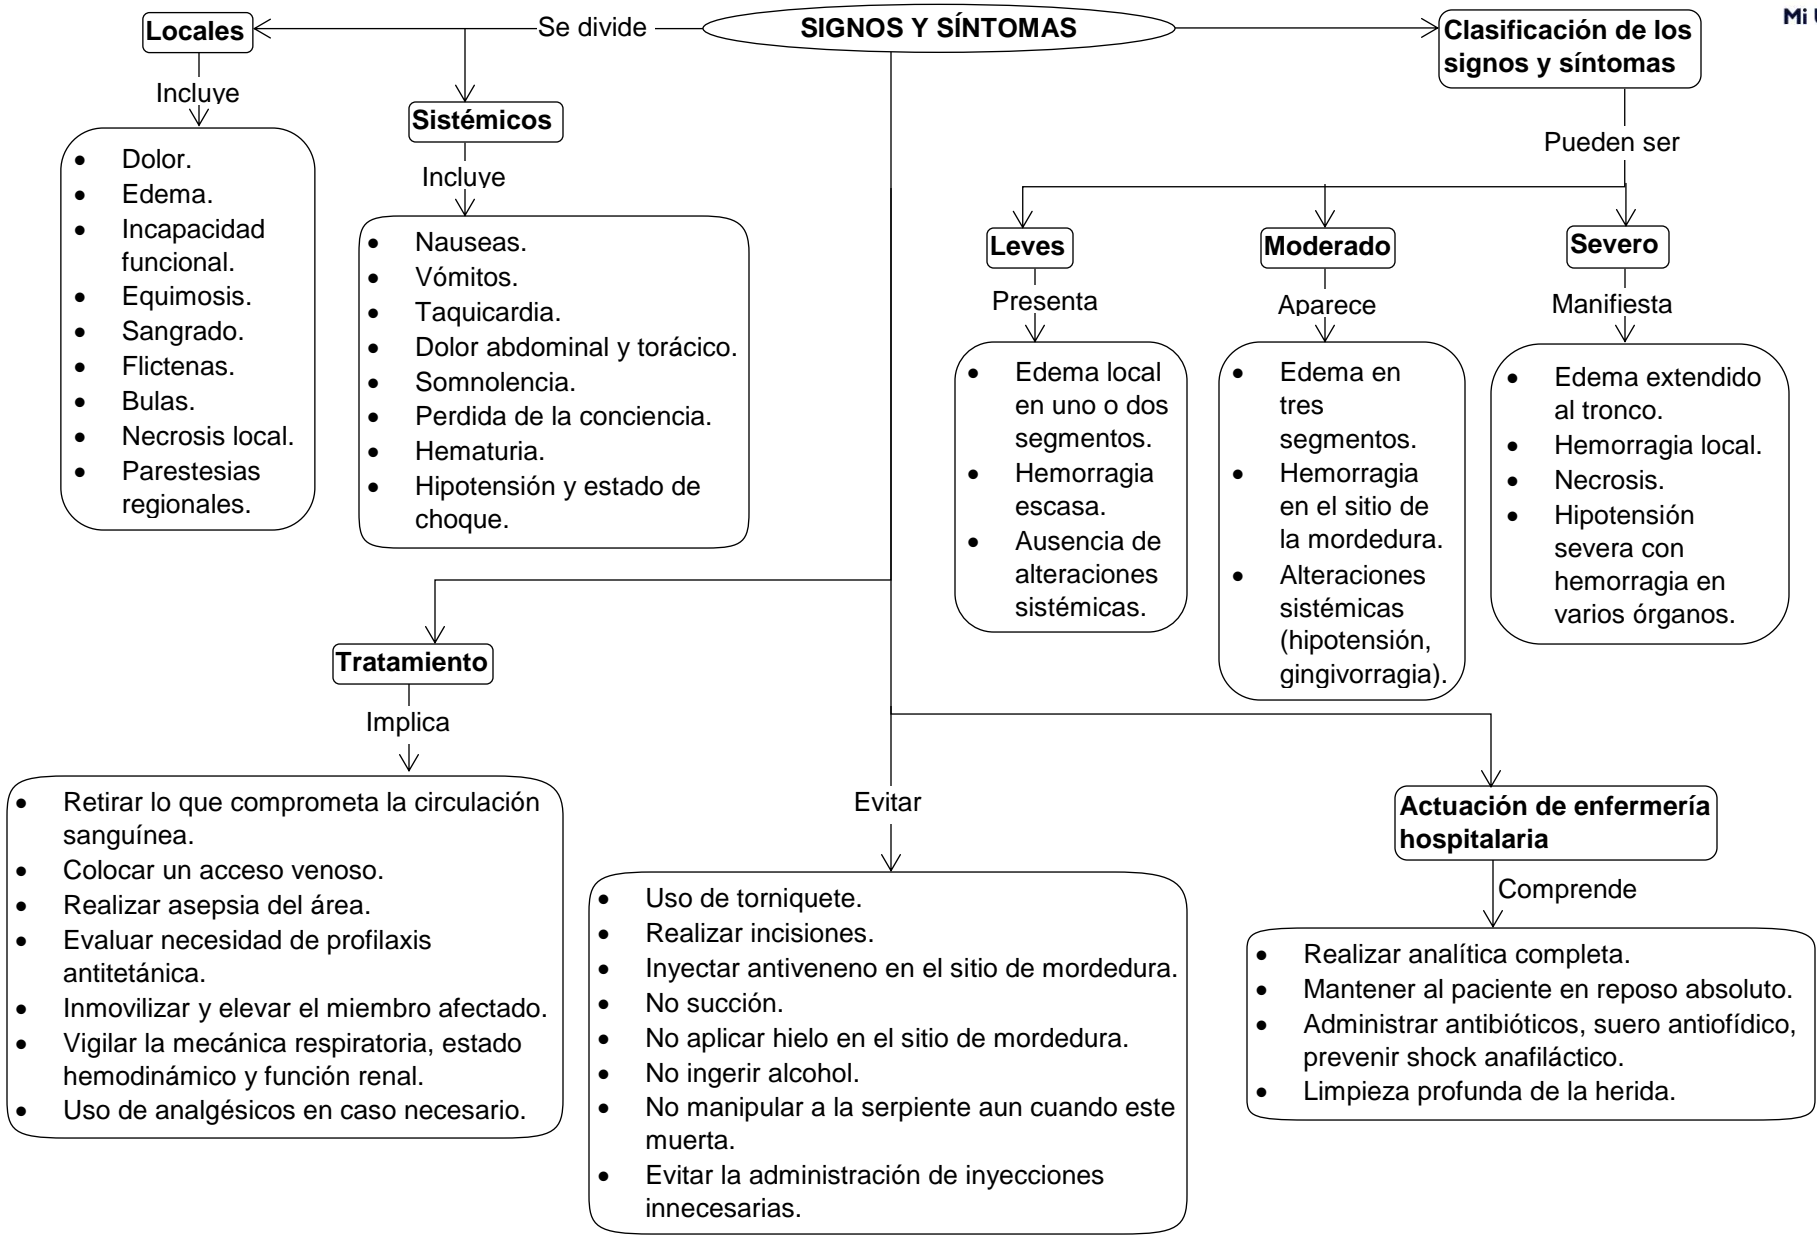 SIGNOS Y SÍNTOMAS
Se divide
Locales
Incluye
• Dolor.
• Edema.
• Incapacidad
funcional.
• Equimosis.
• Sangrado.
• Flictenas.
• Bulas.
• Necrosis local.
• Parestesias
regionales.
Sistémicos
Incluye
• Nauseas.
• Vómitos.
• Taquicardia.
• Dolor abdominal y torácico.
• Somnolencia.
• Perdida de la conciencia.
• Hematuria.
• Hipotensión y estado de
choque.
Clasificación de los
signos y síntomas
Mi
Pueden ser
Leves
Presenta
• Edema local
en uno o dos
segmentos.
• Hemorragia
escasa.
• Ausencia de
alteraciones
sistémicas.
Moderado
Aparece
• Edema en
tres
segmentos.
• Hemorragia
en el sitio de
la mordedura.
• Alteraciones
sistémicas
(hipotensión,
gingivorragia).
Severo
Manifiesta
• Edema extendido
al tronco.
• Hemorragia local.
• Necrosis.
• Hipotensión
severa con
hemorragia en
varios órganos.
Tratamiento
Implica
• Retirar lo que comprometa la circulación
sanguínea.
• Colocar un acceso venoso.
• Realizar asepsia del área.
• Evaluar necesidad de profilaxis
antitetánica.
• Inmovilizar y elevar el miembro afectado.
• Vigilar la mecánica respiratoria, estado
hemodinámico y función renal.
• Uso de analgésicos en caso necesario.
Evitar
• Uso de torniquete.
• Realizar incisiones.
• Inyectar antiveneno en el sitio de mordedura.
• No succión.
• No aplicar hielo en el sitio de mordedura.
• No ingerir alcohol.
• No manipular a la serpiente aun cuando este
muerta.
• Evitar la administración de inyecciones
innecesarias.
Actuación de enfermería
hospitalaria
Comprende
• Realizar analítica completa.
• Mantener al paciente en reposo absoluto.
• Administrar antibióticos, suero antiofídico,
prevenir shock anafiláctico.
• Limpieza profunda de la herida.